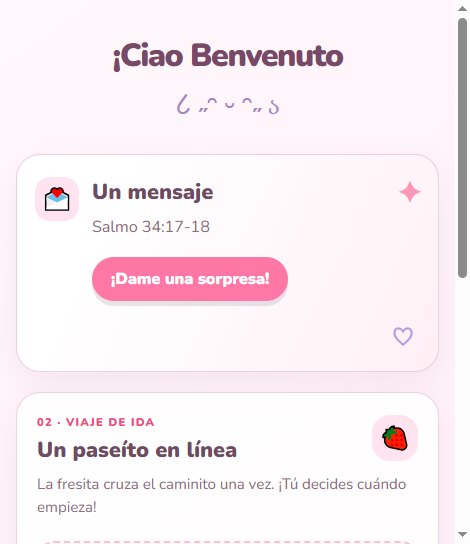 ¡Ciao Benvenuto
૮ ˶ᵔ ᵕ ᵔ˶ ა
Un mensaje
Salmo 34:17-18
¡Dame una sorpresa!
02 · VIAJE DE IDA
Un paseíto en línea
La fresita cruza el caminito una vez. ¡Tú decides cuándo
empieza!